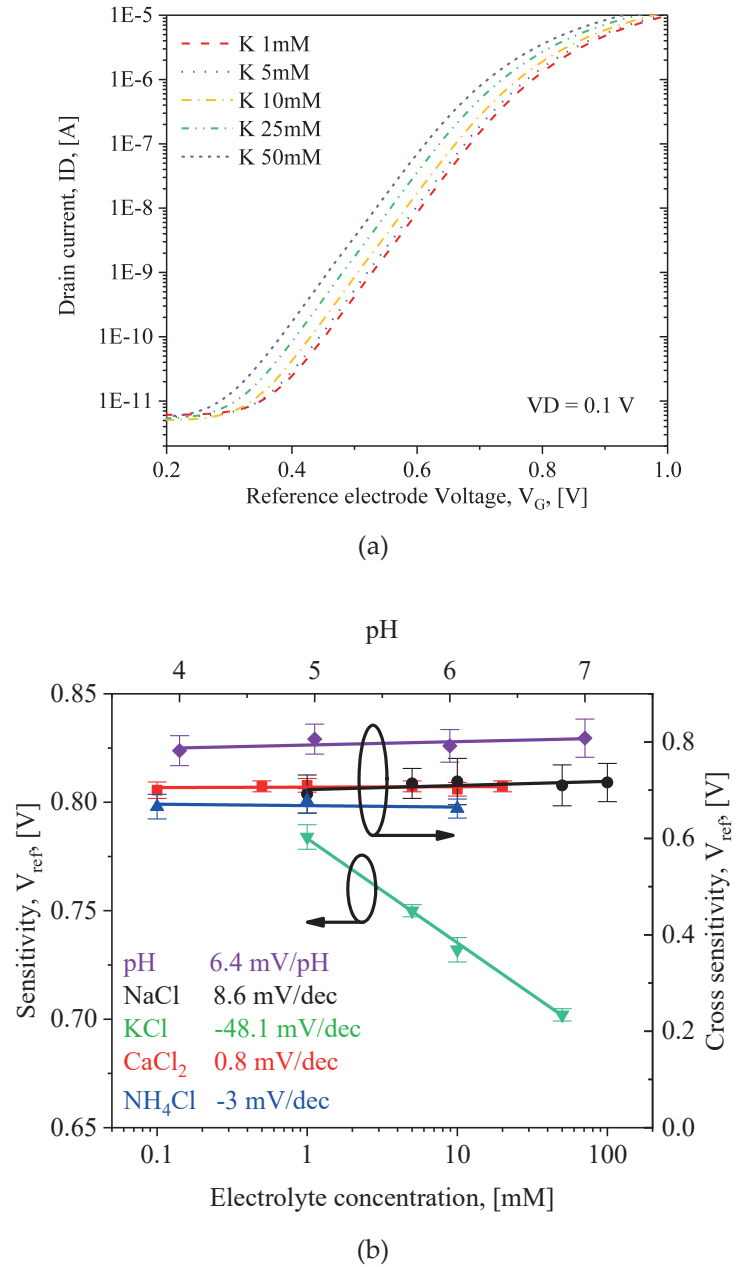 1E-5
1E-6
1E-7
1E-8
1E-9
1E-10
1E-11
Drain current, ID, [A]
K 1mM
K 5mM
K 10mM
K 25mM
K 50mM
VD = 0.1 V
0.2 0.4 0.6 0.8 1.0
Reference electrode Voltage, V_G, [V]
(a)
pH
4 5 6 7
0.85
0.80
0.75
0.70
0.65
Sensitivity, V_ref, [V]
0.8
0.6
0.4
0.2
0.0
Cross sensitivity, V_ref, [V]
pH 6.4 mV/pH
NaCl 8.6 mV/dec
KCl -48.1 mV/dec
CaCl₂ 0.8 mV/dec
NH₄Cl -3 mV/dec
0.1 1 10 100
Electrolyte concentration, [mM]
(b)